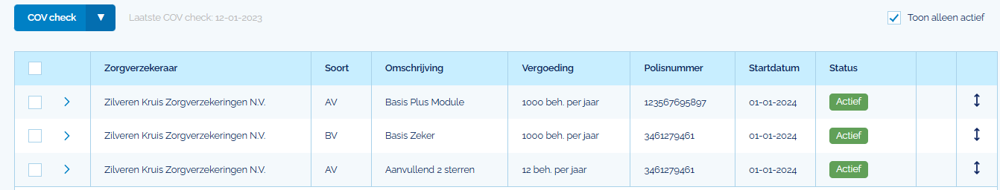 COV check ▼ Laatste COV check: 12-01-2023 Toon alleen actief
Zorgverzekeraar Soort Omschrijving Vergoeding Polisnummer Startdatum Status
Zilveren Kruis Zorgverzekeringen N.V. AV Basis Plus Module 1000 beh. per jaar 123567695897 01-01-2024 Actief
Zilveren Kruis Zorgverzekeringen N.V. BV Basis Zeker 1000 beh. per jaar 3461279461 01-01-2024 Actief
Zilveren Kruis Zorgverzekeringen N.V. AV Aanvullend 2 sterren 12 beh. per jaar 3461279461 01-01-2024 Actief